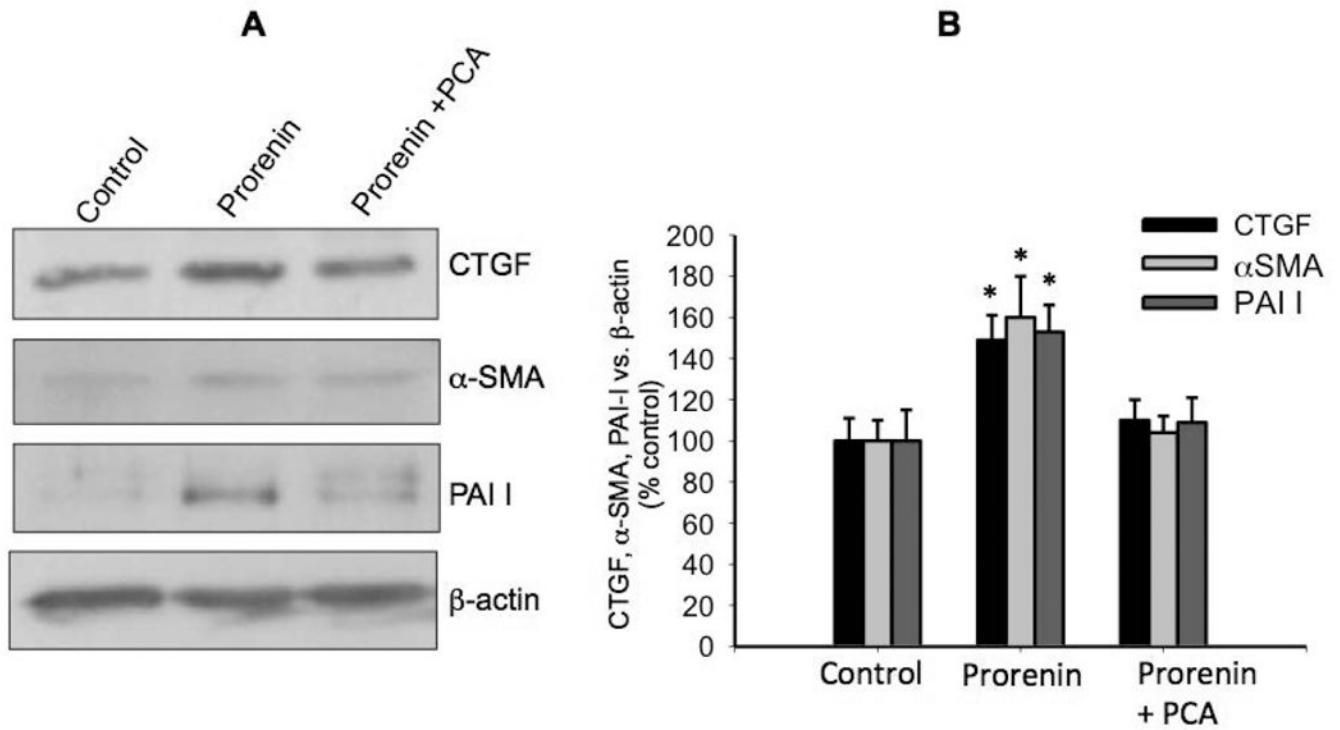 A
Control
Prorenin
Prorenin +PCA
CTGF
α-SMA
PAI I
β-actin
B
CTGF, α-SMA, PAI-I vs. β-actin
(% control)
200
180
160
140
120
100
80
60
40
20
0
* * *
CTGF
αSMA
PAI I
Control
Prorenin
Prorenin
+ PCA